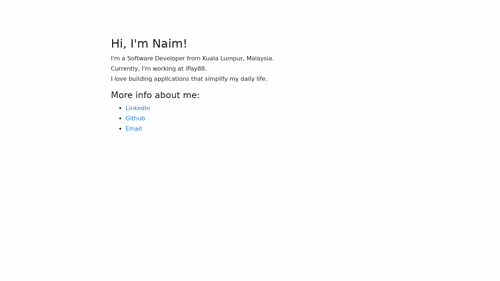 Hi, I'm Naim!
I'm a Software Developer from Kuala Lumpur, Malaysia.
Currently, I'm working at iPay88.
I love building applications that simplify my daily life.
More info about me:
LinkedIn
Github
Email